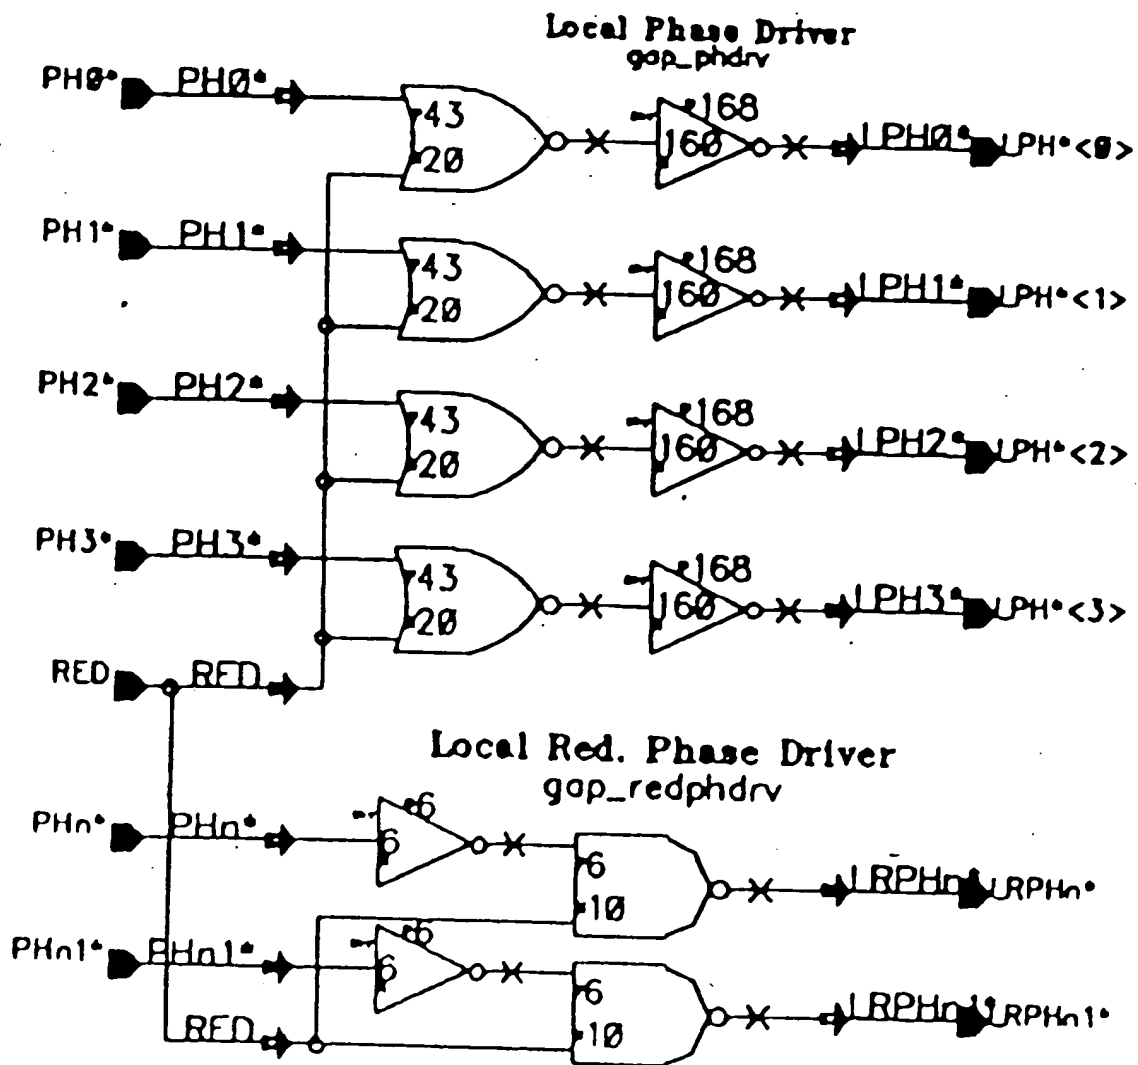 Local Phase Driver
gap_phdrv
PH0* PH0* 43 20 168 160 LPH0* LPH*<0>
PH1* PH1* 43 20 168 160 LPH1* LPH*<1>
PH2* PH2* 43 20 168 160 LPH2* LPH*<2>
PH3* PH3* 43 20 168 160 LPH3* LPH*<3>
RED RED
Local Red. Phase Driver
gap_redphdrv
PHn* PHn* 6 6 6 10 LRPHn* LRPHn*
PHn1* PHn1* 6 6 6 10 LRPHn1* LRPHn1*
RED